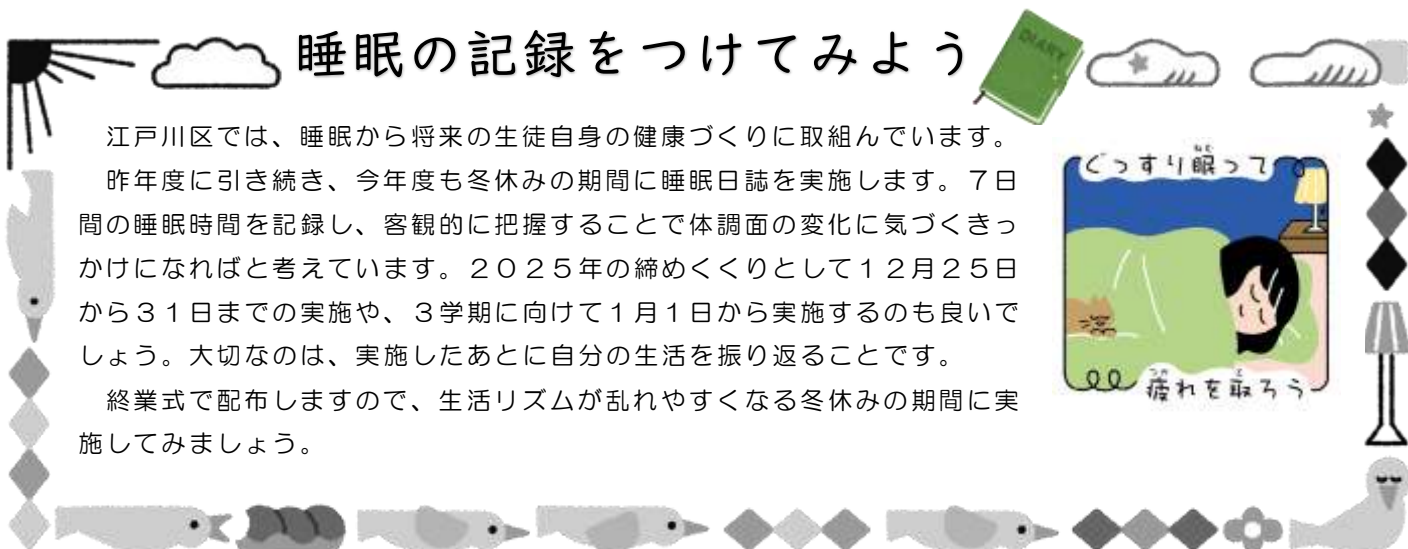 睡眠の記録をつけてみよう
DIARY
江戸川区では、睡眠から将来の生徒自身の健康づくりに取組んでいます。
昨年度に引き続き、今年度も冬休みの期間に睡眠日誌を実施します。７日
間の睡眠時間を記録し、客観的に把握することで体調面の変化に気づくきっ
かけになればと考えています。２０２５年の締めくくりとして１２月２５日
から３１日までの実施や、３学期に向けて１月１日から実施するのも良いで
しょう。大切なのは、実施したあとに自分の生活を振り返ることです。
終業式で配布しますので、生活リズムが乱れやすくなる冬休みの期間に実
施してみましょう。
ぐっすり眠って
疲れを取ろう